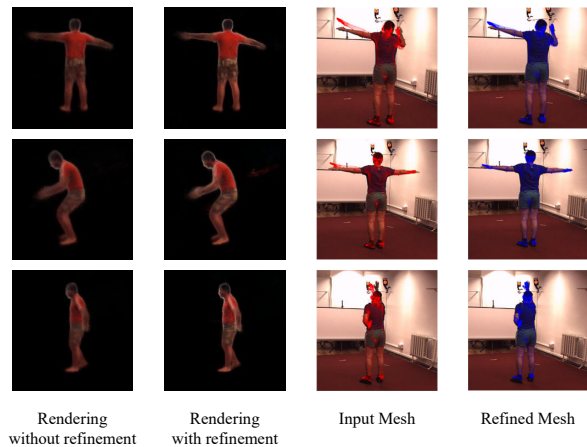 Rendering
without refinement
Rendering
with refinement
Input Mesh
Refined Mesh